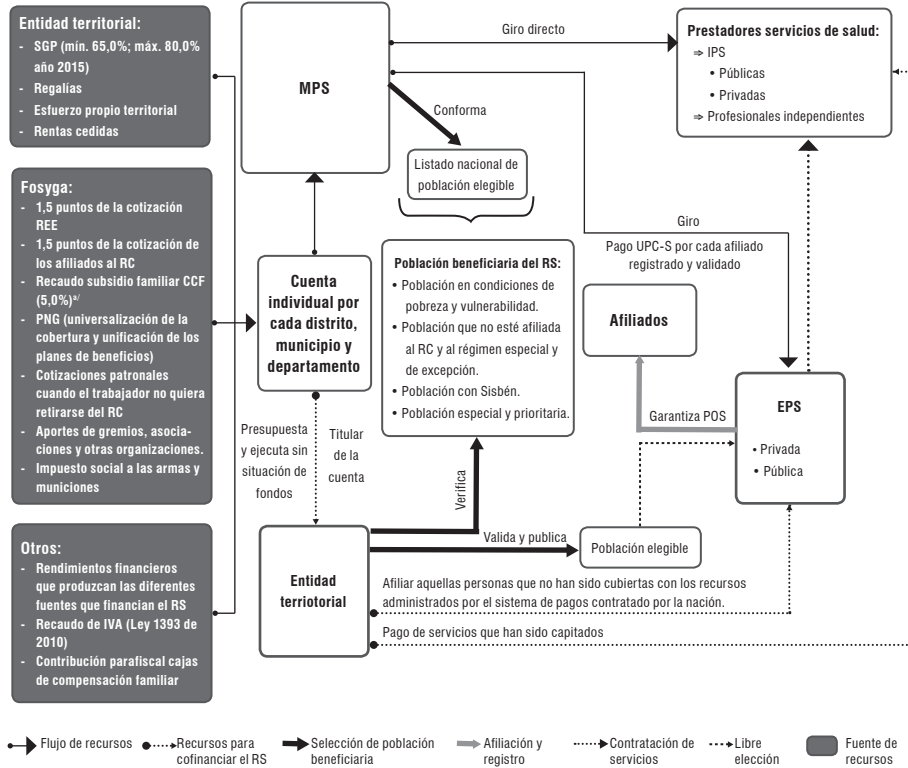 Entidad territorial:
- SGP (mín. 65,0%; máx. 80,0%
año 2015)
- Regalías
- Esfuerzo propio territorial
- Rentas cedidas
Fosyga:
- 1,5 puntos de la cotización
REE
- 1,5 puntos de la cotización de
los afiliados al RC
- Recaudo subsidio familiar CCF
(5,0%)a/
- PNG (universalización de la
cobertura y unificación de los
planes de beneficios)
- Cotizaciones patronales
cuando el trabajador no quiera
retirarse del RC
- Aportes de gremios, asocia-
ciones y otras organizaciones.
- Impuesto social a las armas y
municiones
Otros:
- Rendimientos financieros
que produzcan las diferentes
fuentes que financian el RS
- Recaudo de IVA (Ley 1393 de
2010)
- Contribución parafiscal cajas
de compensación familiar
MPS
Giro directo
Conforma
Listado nacional de
población elegible
Prestadores servicios de salud:
⇒ IPS
• Públicas
• Privadas
⇒ Profesionales independientes
Cuenta
individual por
cada distrito,
municipio y
departamento
Población beneficiaria del RS:
• Población en condiciones de
pobreza y vulnerabilidad.
• Población que no esté afiliada
al RC y al régimen especial y
de excepción.
• Población con Sisbén.
• Población especial y prioritaria.
Giro
Pago UPC-S por cada afiliado
registrado y validado
Afiliados
Garantiza POS
EPS
• Privada
• Pública
Presupuesta
y ejecuta sin
situación de
fondos
Titular
de la
cuenta
Verifica
Valida y publica
Población elegible
Entidad
terriotorial
Afiliar aquellas personas que no han sido cubiertas con los recursos
administrados por el sistema de pagos contratado por la nación.
Pago de servicios que han sido capitados
Flujo de recursos
Recursos para
cofinanciar el RS
Selección de población
beneficiaria
Afiliación y
registro
Contratación de
servicios
Libre
elección
Fuente de
recursos